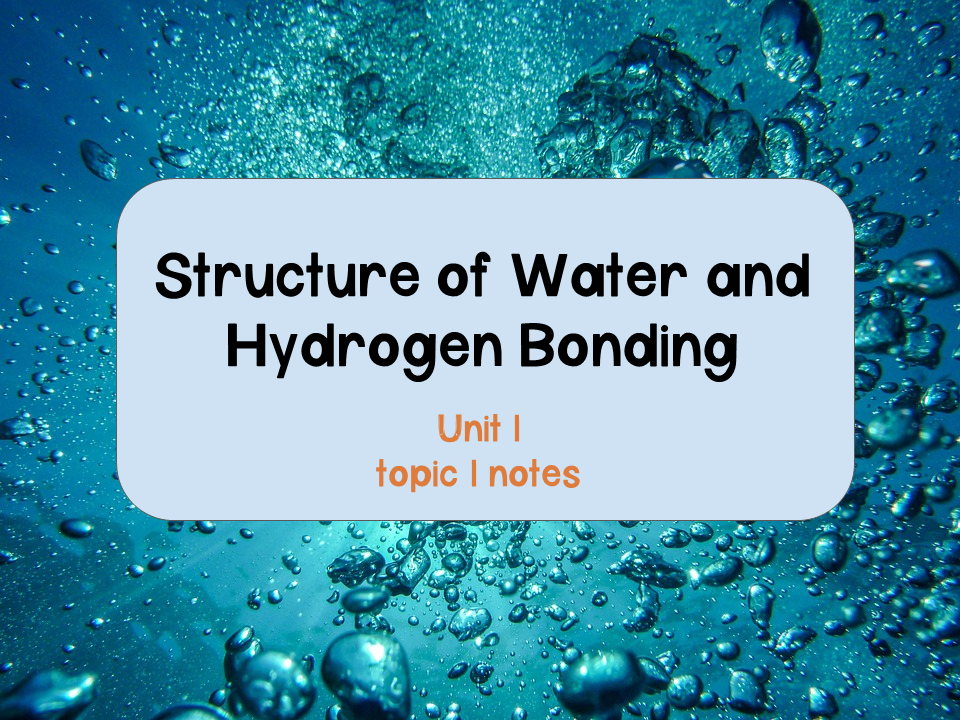 Structure of Water and
Hydrogen Bonding
Unit 1
topic 1 notes